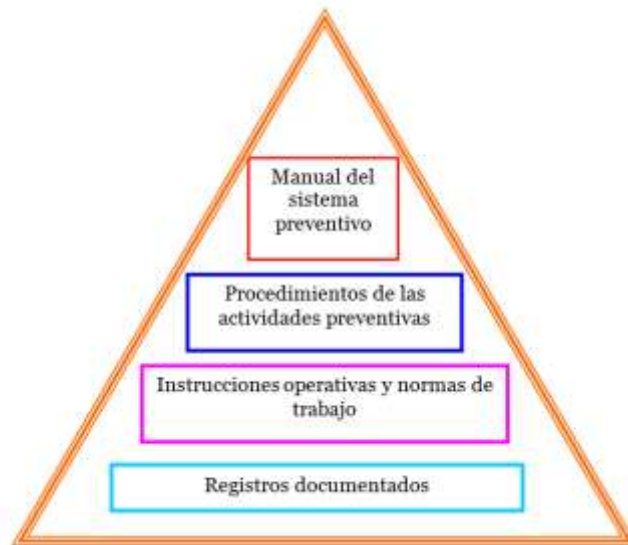 Manual del
sistema
preventivo
Procedimientos de las
actividades preventivas
Instrucciones operativas y normas de
trabajo
Registros documentados